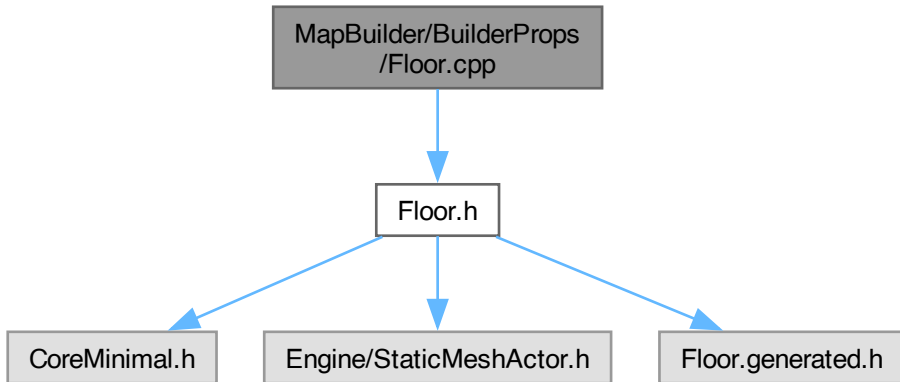 MapBuilder/BuilderProps
/Floor.cpp
Floor.h
CoreMinimal.h
Engine/StaticMeshActor.h
Floor.generated.h